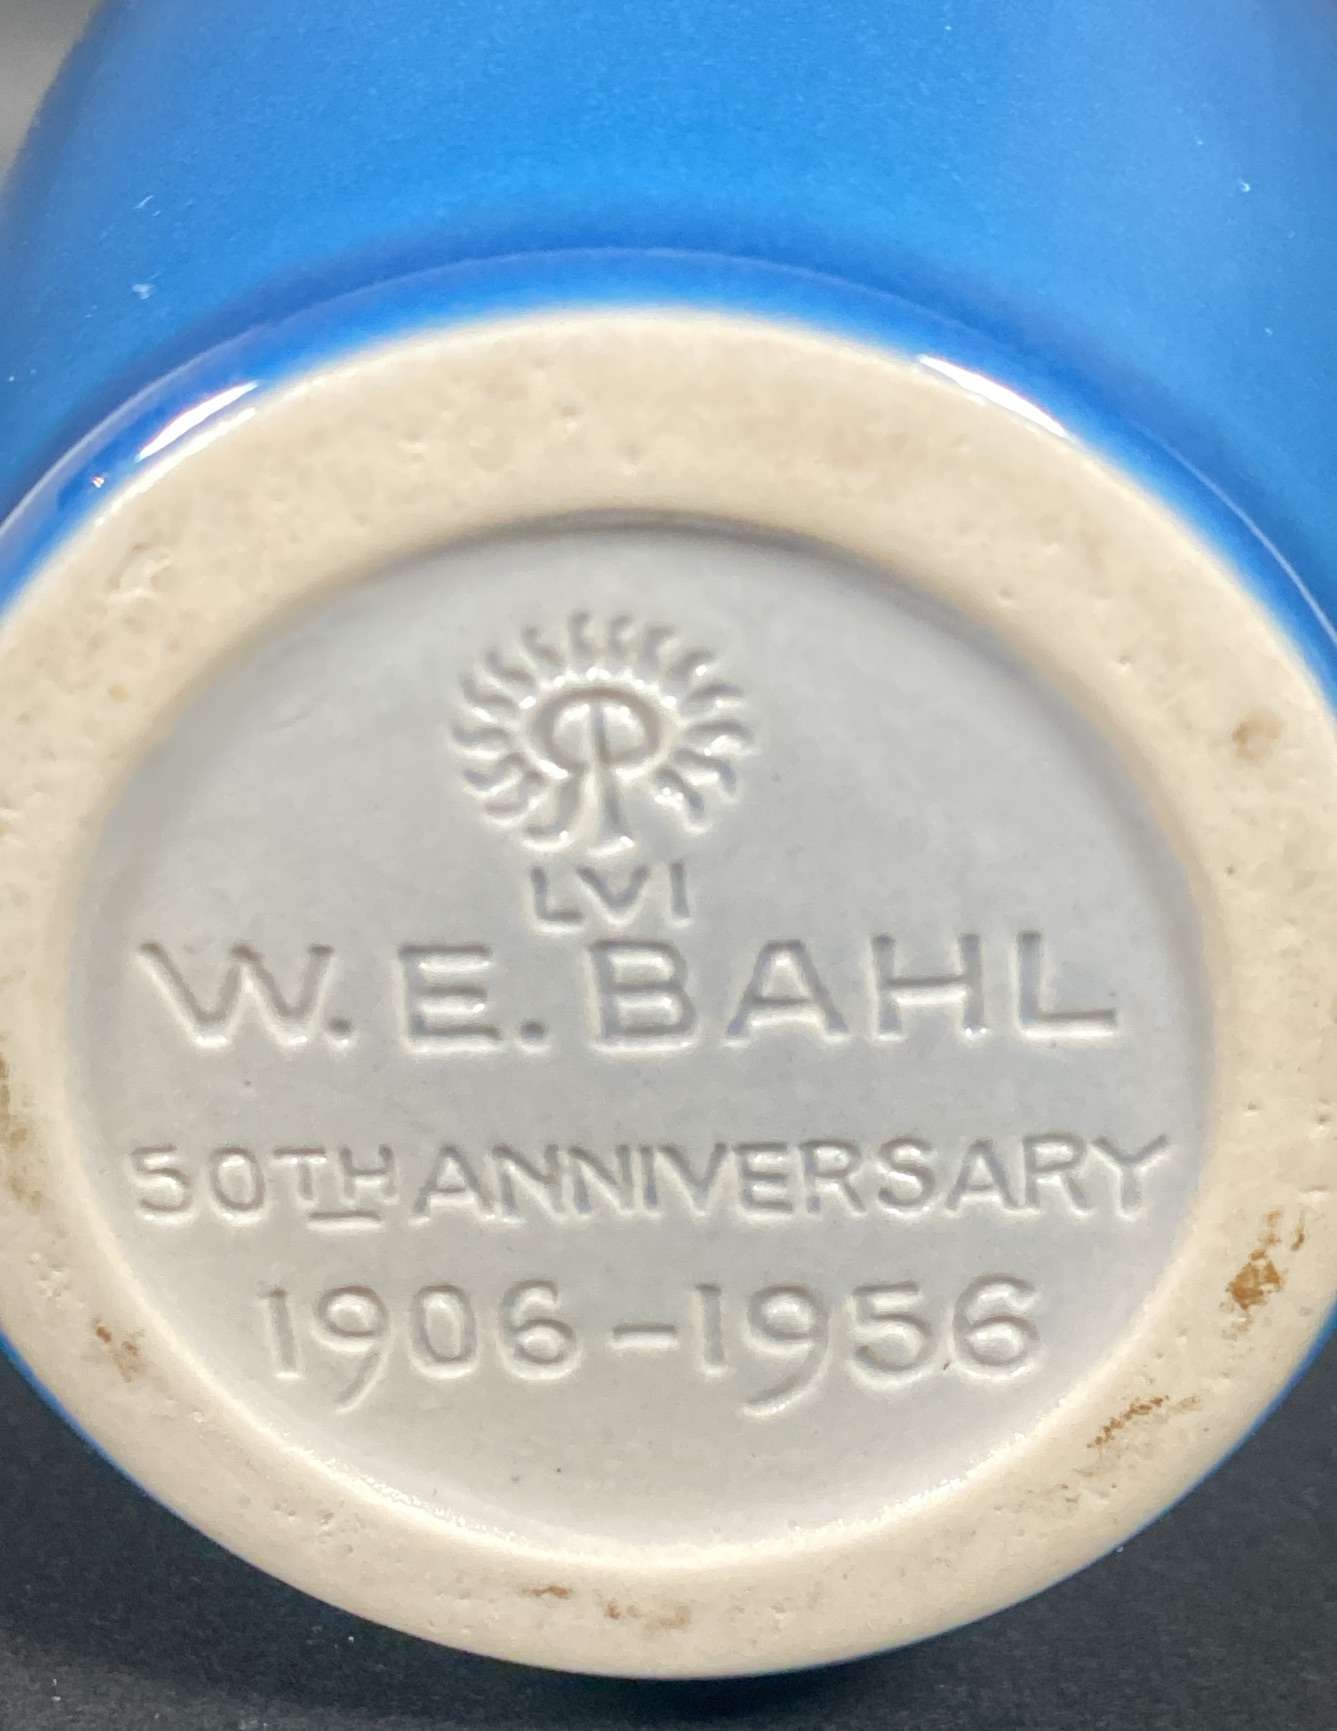 LVI
W. E. BAHL
50TH ANNIVERSARY
1906-1956